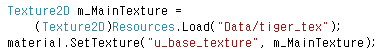 Texture2D m_MainTexture =
(Texture2D)Resources.Load("Data/tiger_tex");
material.SetTexture("u_base_texture", m_MainTexture);